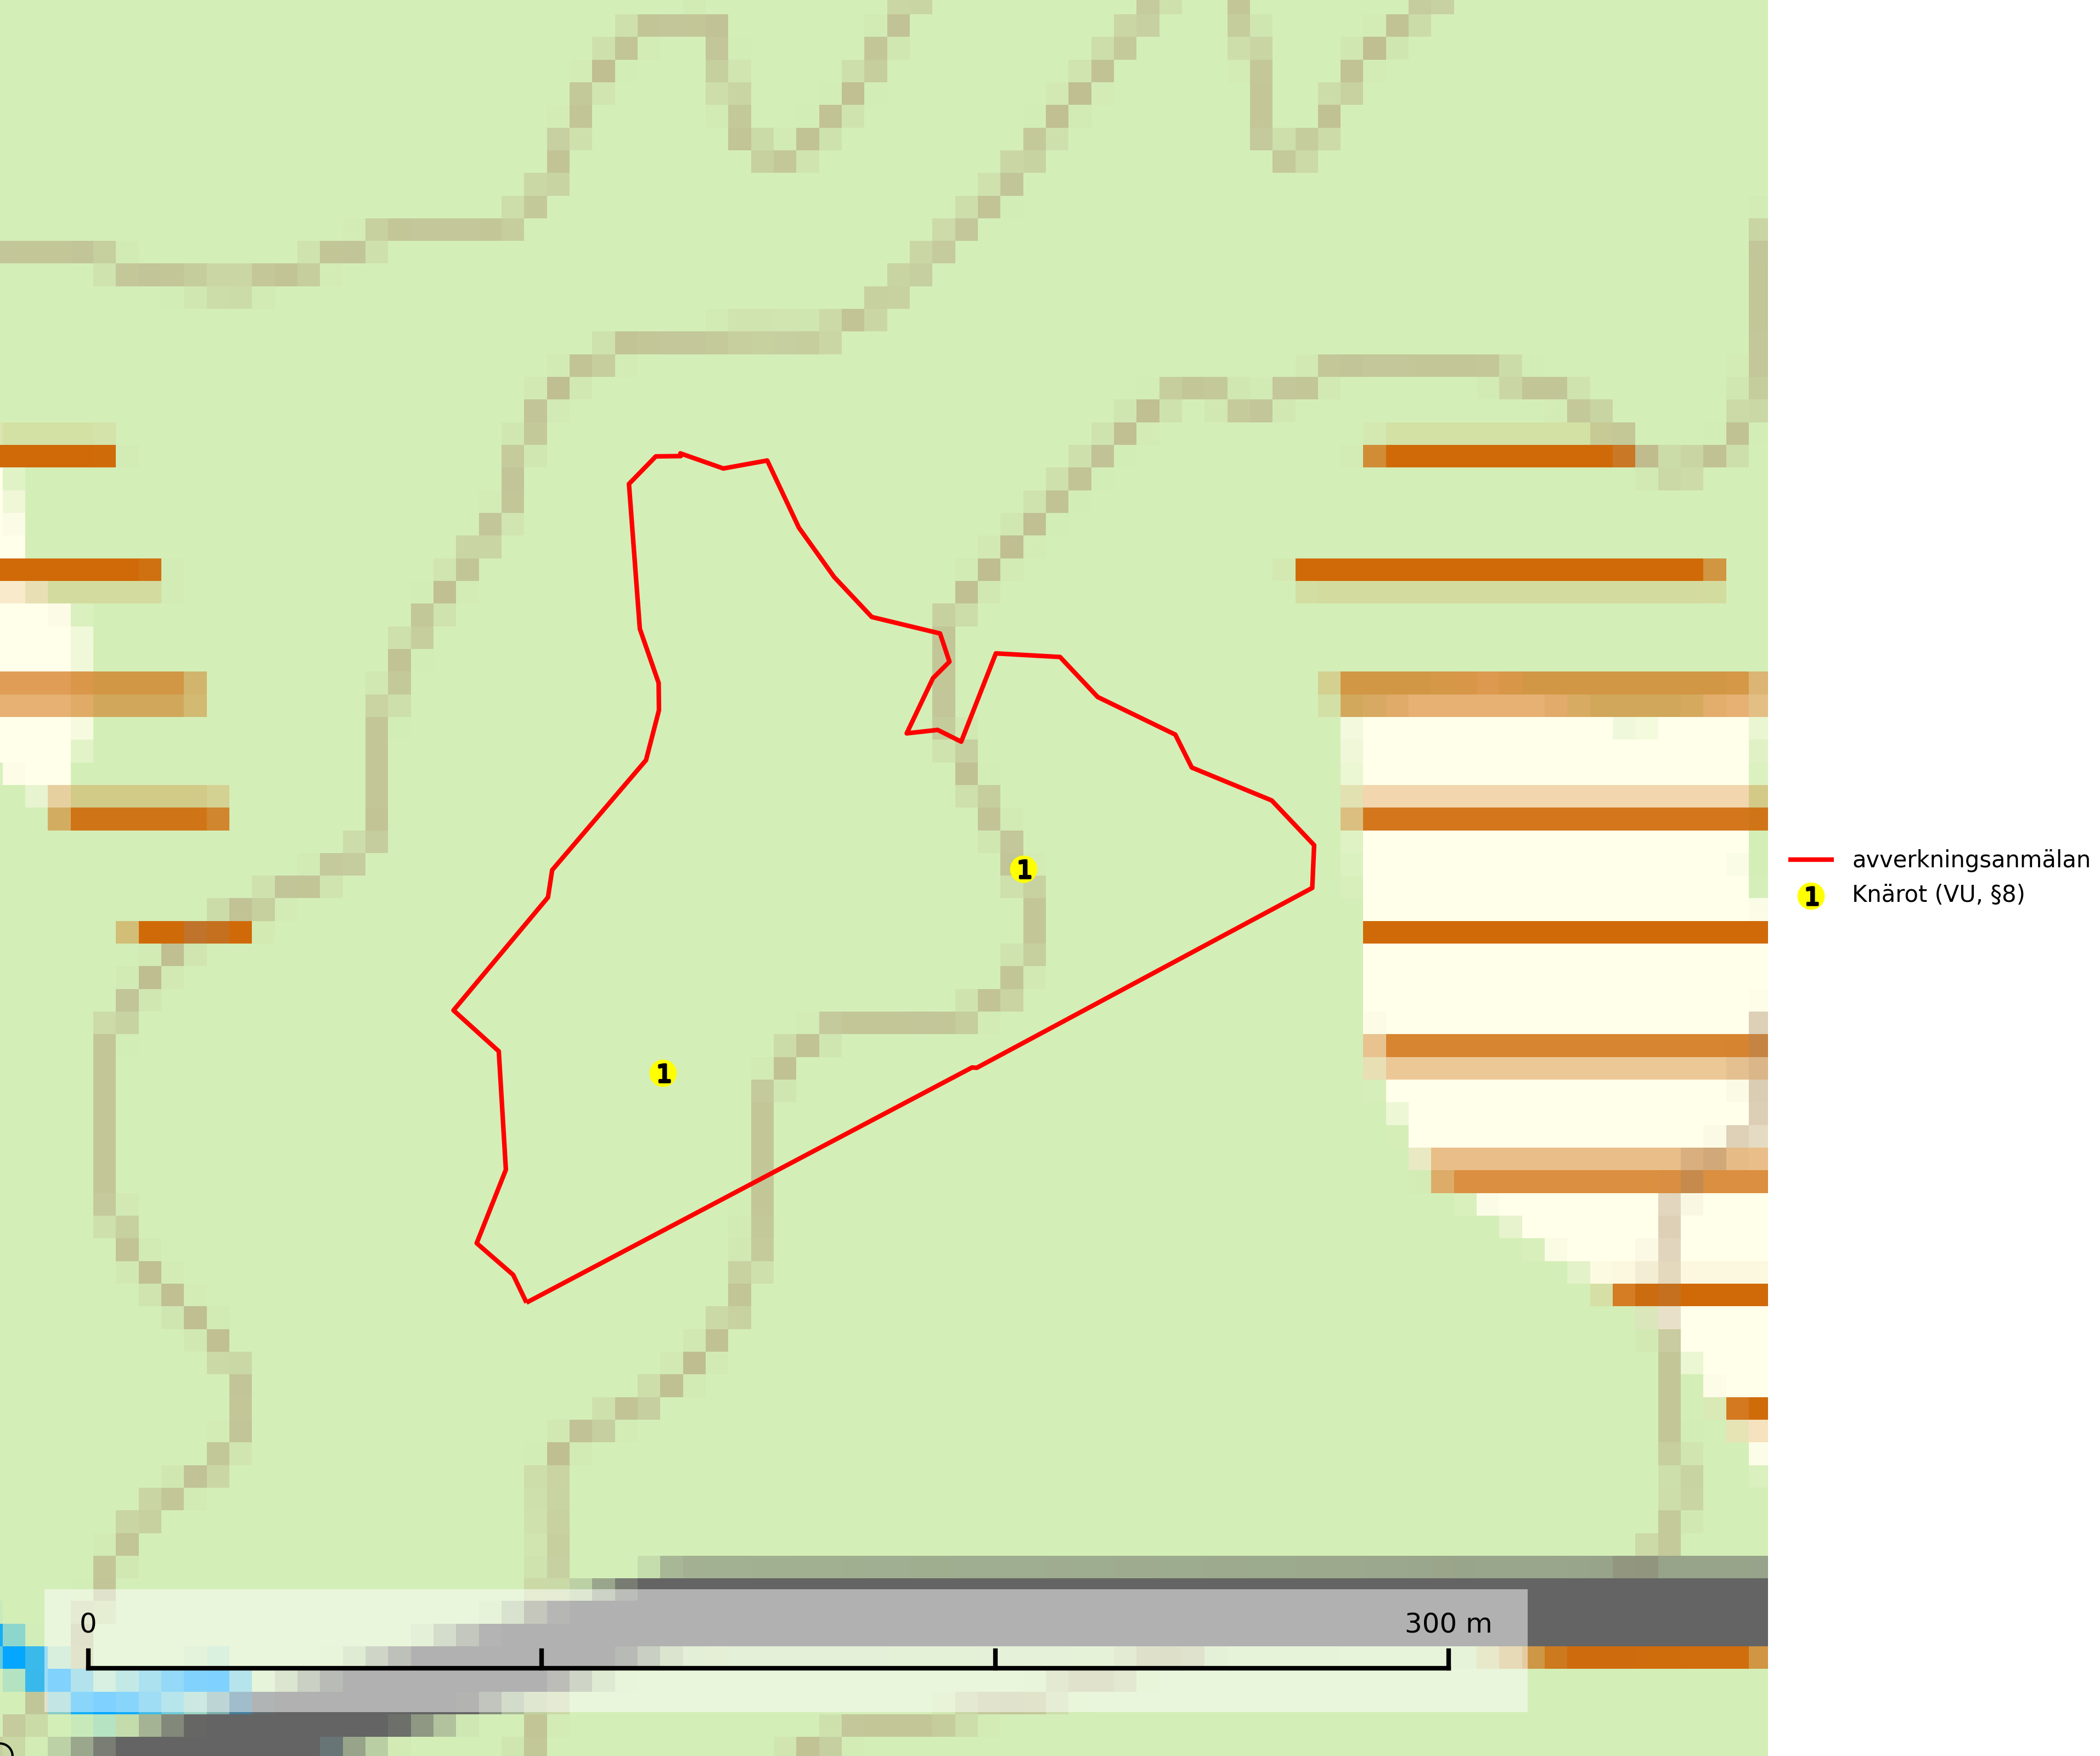 1
1
avverkningsanmälan
1 Knärot (VU, §8)
0 300 m